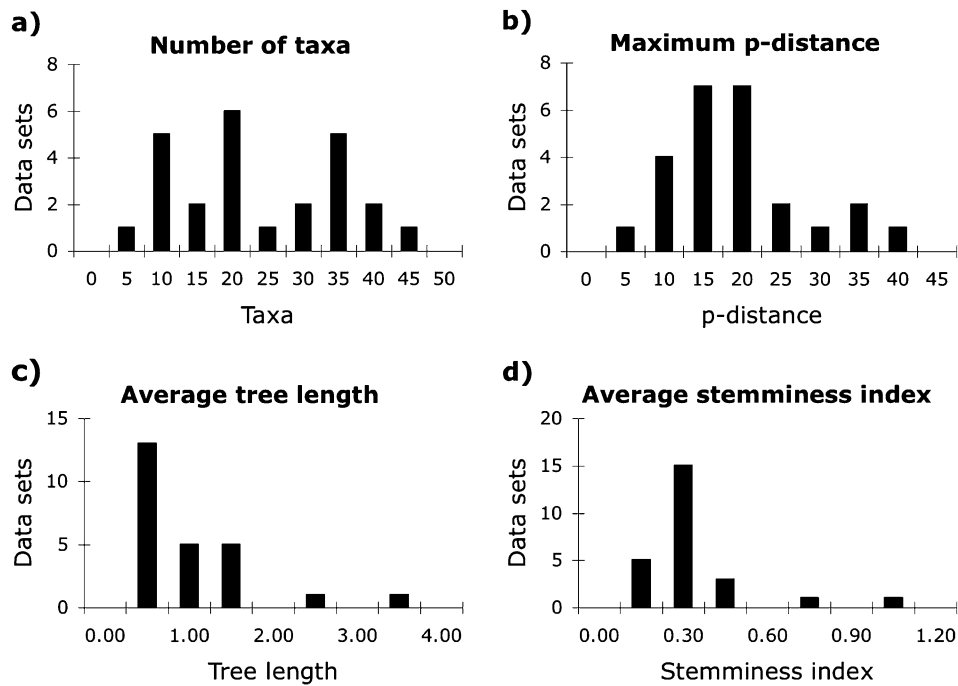 a)
Number of taxa
8
6
4
2
0
Data sets
0 5 10 15 20 25 30 35 40 45 50
Taxa
b)
Maximum p-distance
8
6
4
2
0
Data sets
0 5 10 15 20 25 30 35 40 45
p-distance
c)
Average tree length
15
10
5
0
Data sets
0.00 1.00 2.00 3.00 4.00
Tree length
d)
Average stemminess index
20
15
10
5
0
Data sets
0.00 0.30 0.60 0.90 1.20
Stemminess index